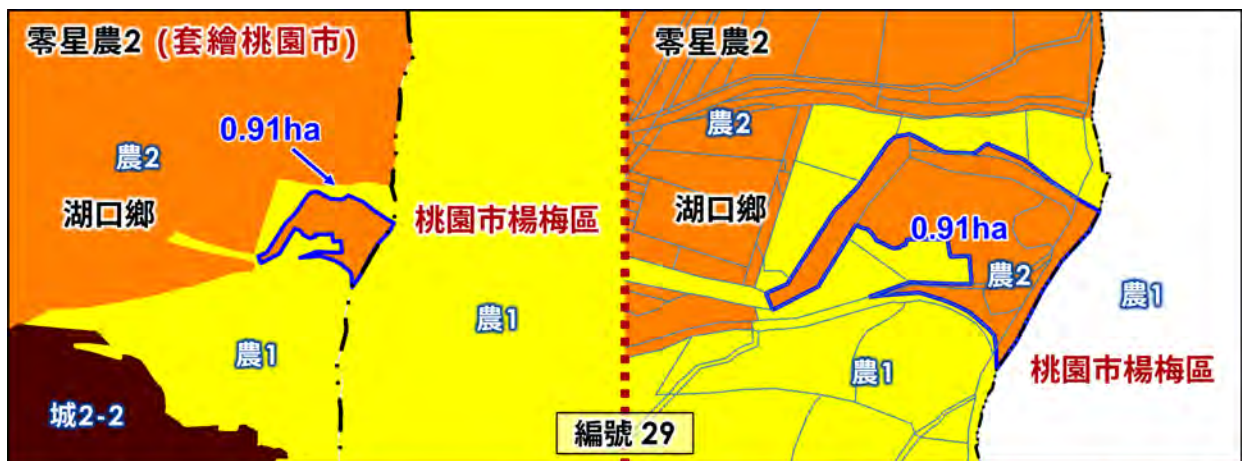 零星農2 (套繪桃園市)
0.91ha
農2
湖口鄉
桃園市楊梅區
農1
農1
城2-2
零星農2
農2
湖口鄉
0.91ha
農2
農1
農1
桃園市楊梅區
編號 29